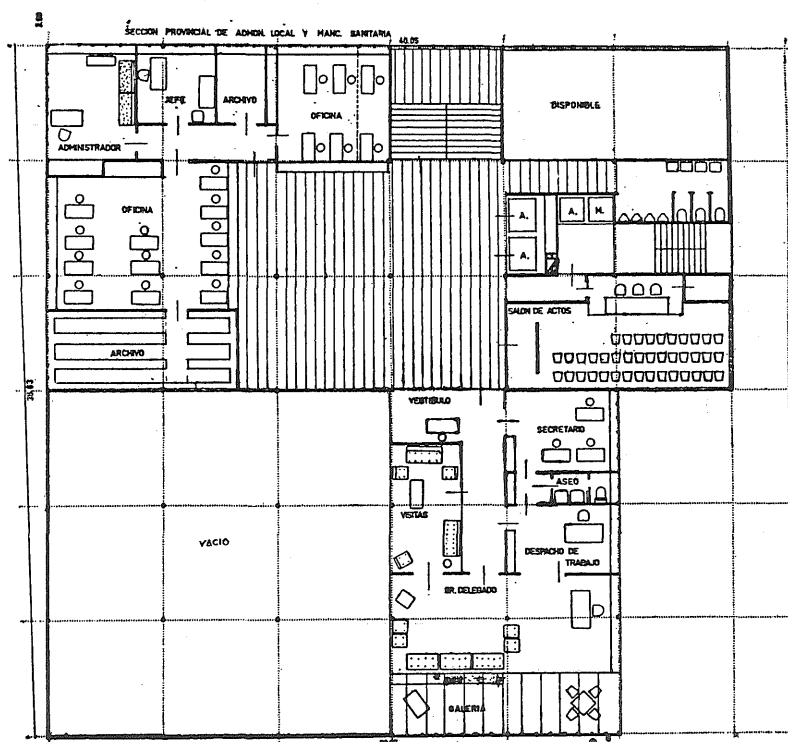 SECCION PROVINCIAL DE ADMON. LOCAL Y MANC. SANITARIA
40.05
JEFE
ARCHIVO
OFICINA
DISPONIBLE
ADMINISTRADOR
OFICINA
A.
A.
M.
A.
SALON DE ACTOS
ARCHIVO
VESTIBULO
SECRETARIO
ASEO
VISITAS
VACIO
DESPACHO DE
TRABAJO
SR. DELEGADO
GALERIA